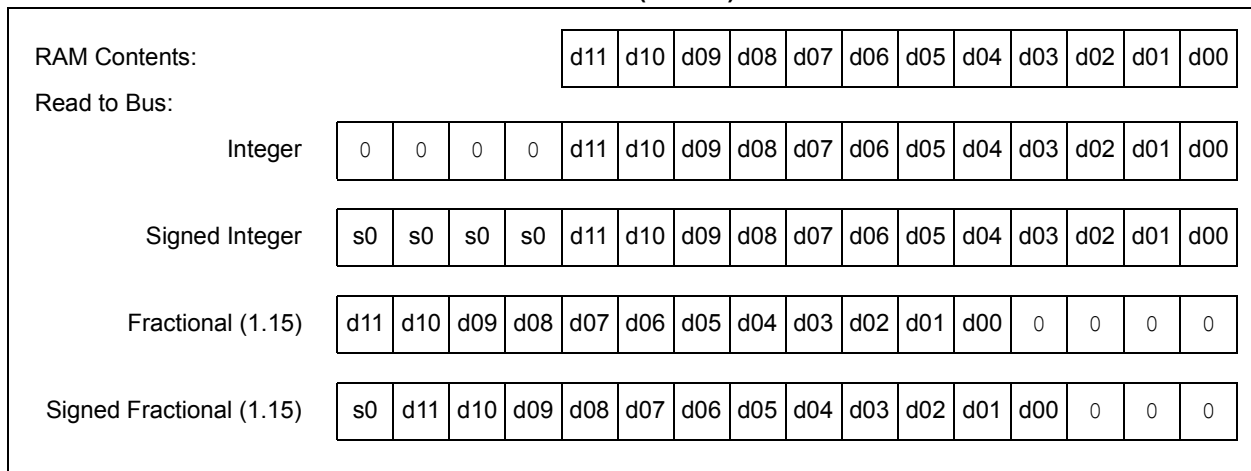 RAM Contents: d11 d10 d09 d08 d07 d06 d05 d04 d03 d02 d01 d00
Read to Bus:
Integer 0 0 0 0 d11 d10 d09 d08 d07 d06 d05 d04 d03 d02 d01 d00
Signed Integer s0 s0 s0 s0 d11 d10 d09 d08 d07 d06 d05 d04 d03 d02 d01 d00
Fractional (1.15) d11 d10 d09 d08 d07 d06 d05 d04 d03 d02 d01 d00 0 0 0 0
Signed Fractional (1.15) s0 d11 d10 d09 d08 d07 d06 d05 d04 d03 d02 d01 d00 0 0 0